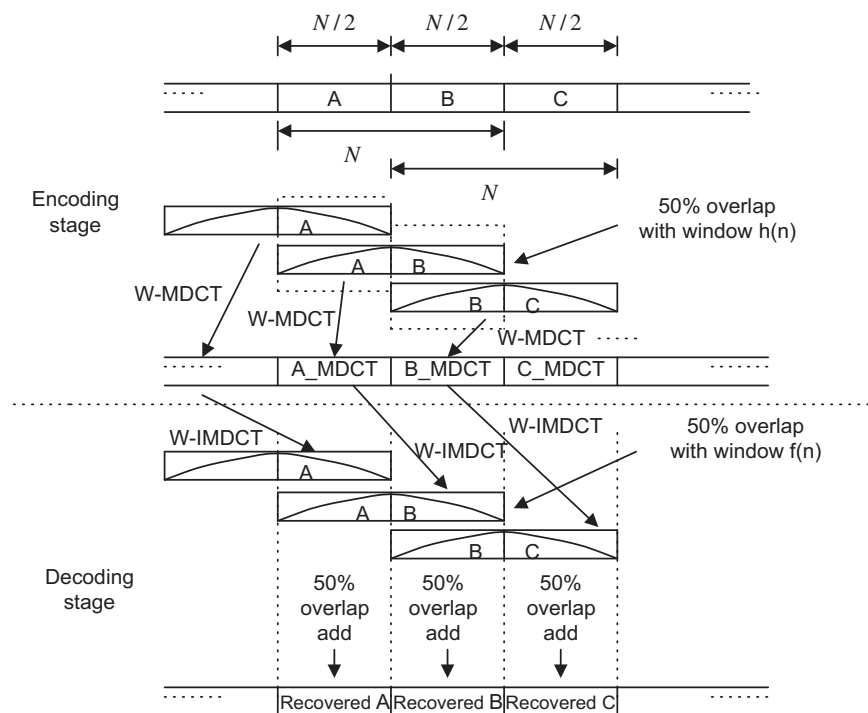 N / 2 N / 2 N / 2
A B C
N
N
Encoding
stage
A
50% overlap
with window h(n)
A B
W-MDCT
B C
W-MDCT
W-MDCT
A_MDCT B_MDCT C_MDCT
W-IMDCT
W-IMDCT
W-IMDCT
50% overlap
with window f(n)
A
A B
B C
Decoding
stage
50%
overlap
add
50%
overlap
add
50%
overlap
add
Recovered A Recovered B Recovered C